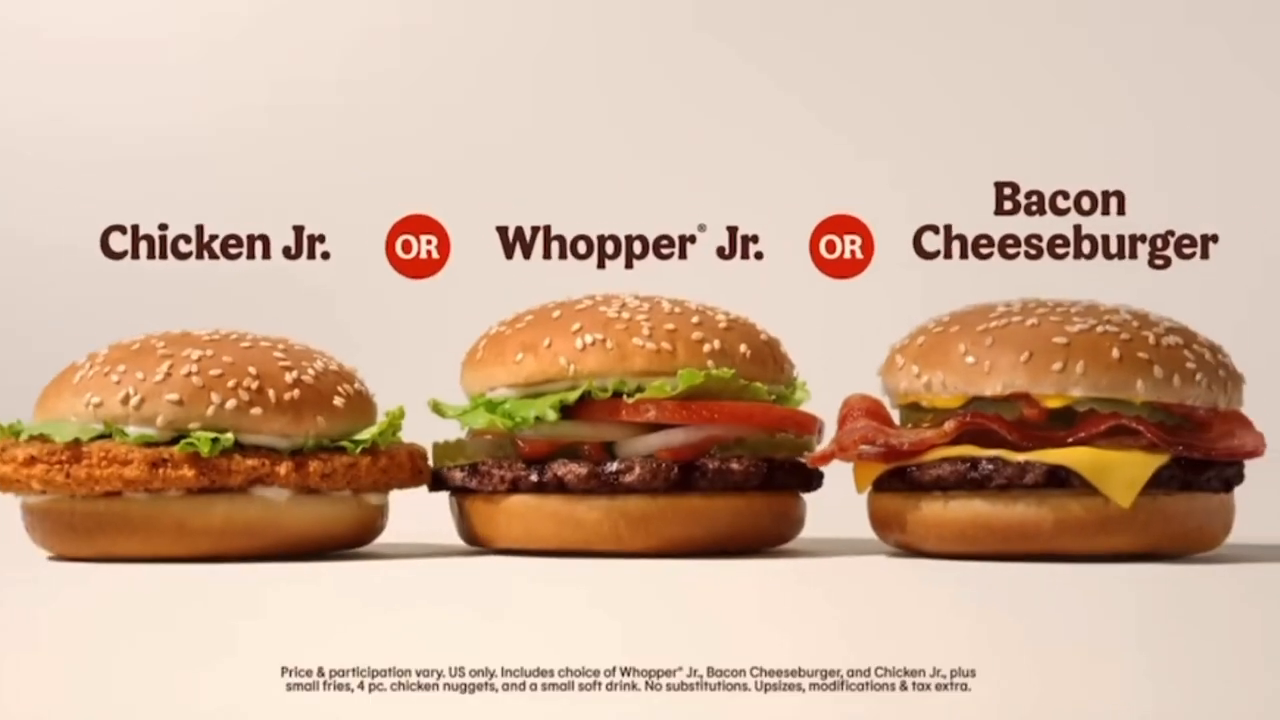 Chicken Jr.
OR
Whopper® Jr.
OR
Bacon
Cheeseburger
Price & participation vary. US only. Includes choice of Whopper® Jr., Bacon Cheeseburger, and Chicken Jr., plus
small fries, 4 pc. chicken nuggets, and a small soft drink. No substitutions. Upsizes, modifications & tax extra.